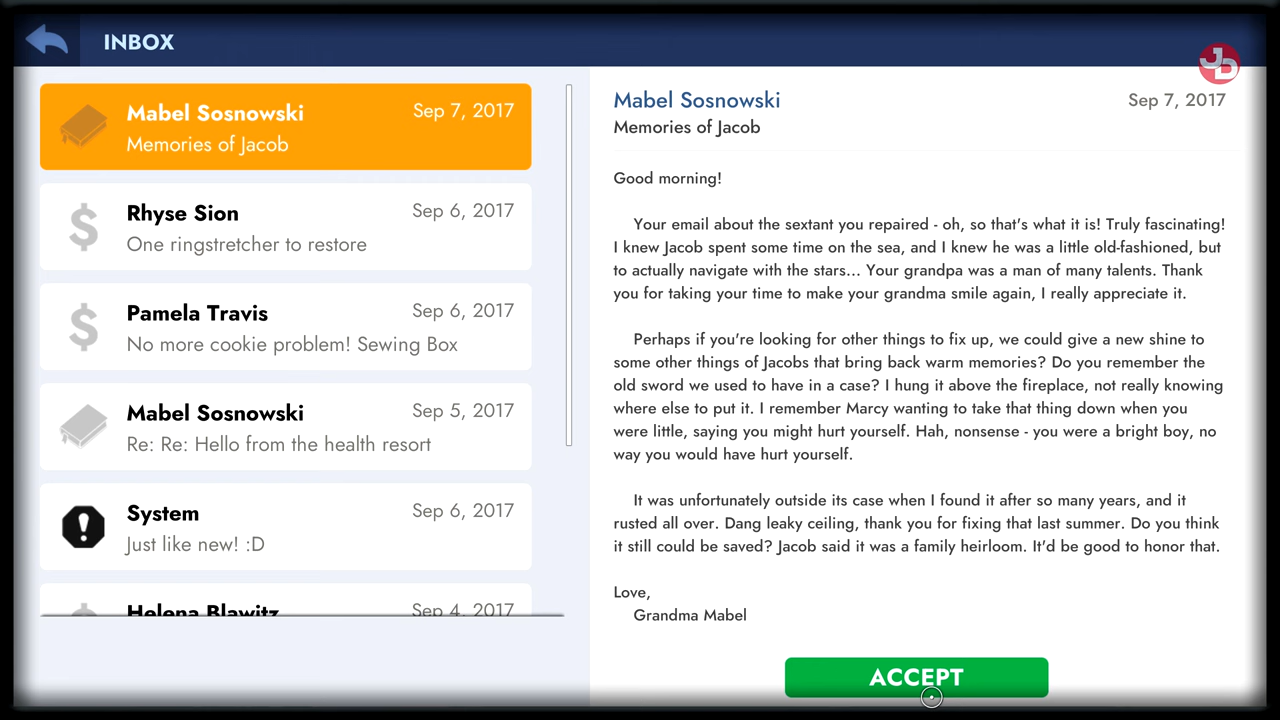 INBOX
JD
Mabel Sosnowski
Sep 7, 2017
Memories of Jacob
Rhyse Sion
Sep 6, 2017
One ringstretcher to restore
Pamela Travis
Sep 6, 2017
No more cookie problem! Sewing Box
Mabel Sosnowski
Sep 5, 2017
Re: Re: Hello from the health resort
System
Sep 6, 2017
Just like new! :D
Helena Blawitz
Sep 4, 2017
Mabel Sosnowski
Sep 7, 2017
Memories of Jacob
Good morning!
Your email about the sextant you repaired - oh, so that's what it is! Truly fascinating!
I knew Jacob spent some time on the sea, and I knew he was a little old-fashioned, but
to actually navigate with the stars... Your grandpa was a man of many talents. Thank
you for taking your time to make your grandma smile again, I really appreciate it.
Perhaps if you're looking for other things to fix up, we could give a new shine to
some other things of Jacobs that bring back warm memories? Do you remember the
old sword we used to have in a case? I hung it above the fireplace, not really knowing
where else to put it. I remember Marcy wanting to take that thing down when you
were little, saying you might hurt yourself. Hah, nonsense - you were a bright boy, no
way you would have hurt yourself.
It was unfortunately outside its case when I found it after so many years, and it
rusted all over. Dang leaky ceiling, thank you for fixing that last summer. Do you think
it still could be saved? Jacob said it was a family heirloom. It'd be good to honor that.
Love,
Grandma Mabel
ACCEPT